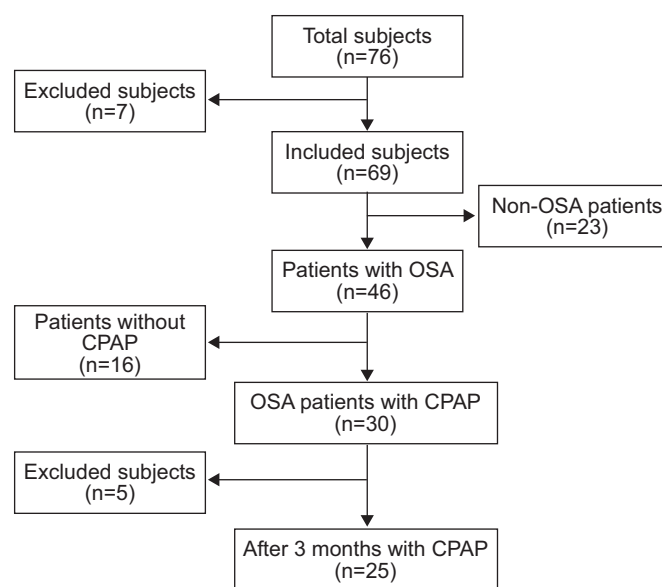 Total subjects
(n=76)
Excluded subjects
(n=7)
Included subjects
(n=69)
Non-OSA patients
(n=23)
Patients with OSA
(n=46)
Patients without
CPAP
(n=16)
OSA patients with CPAP
(n=30)
Excluded subjects
(n=5)
After 3 months with CPAP
(n=25)